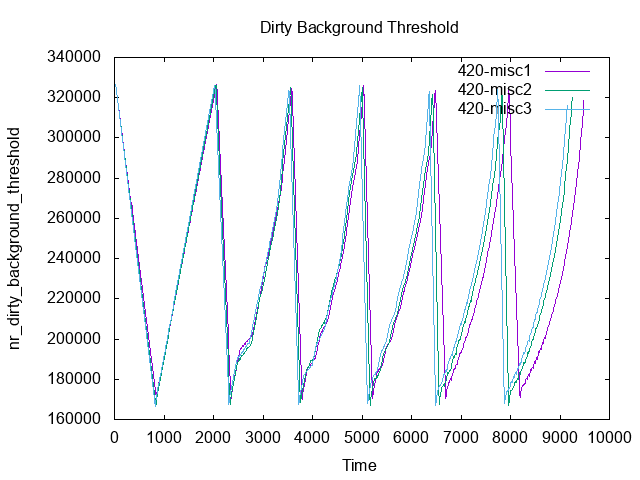 Dirty Background Threshold
nr_dirty_background_threshold
340000
320000
300000
280000
260000
240000
220000
200000
180000
160000
420-misc1
420-misc2
420-misc3
0 1000 2000 3000 4000 5000 6000 7000 8000 9000 10000
Time